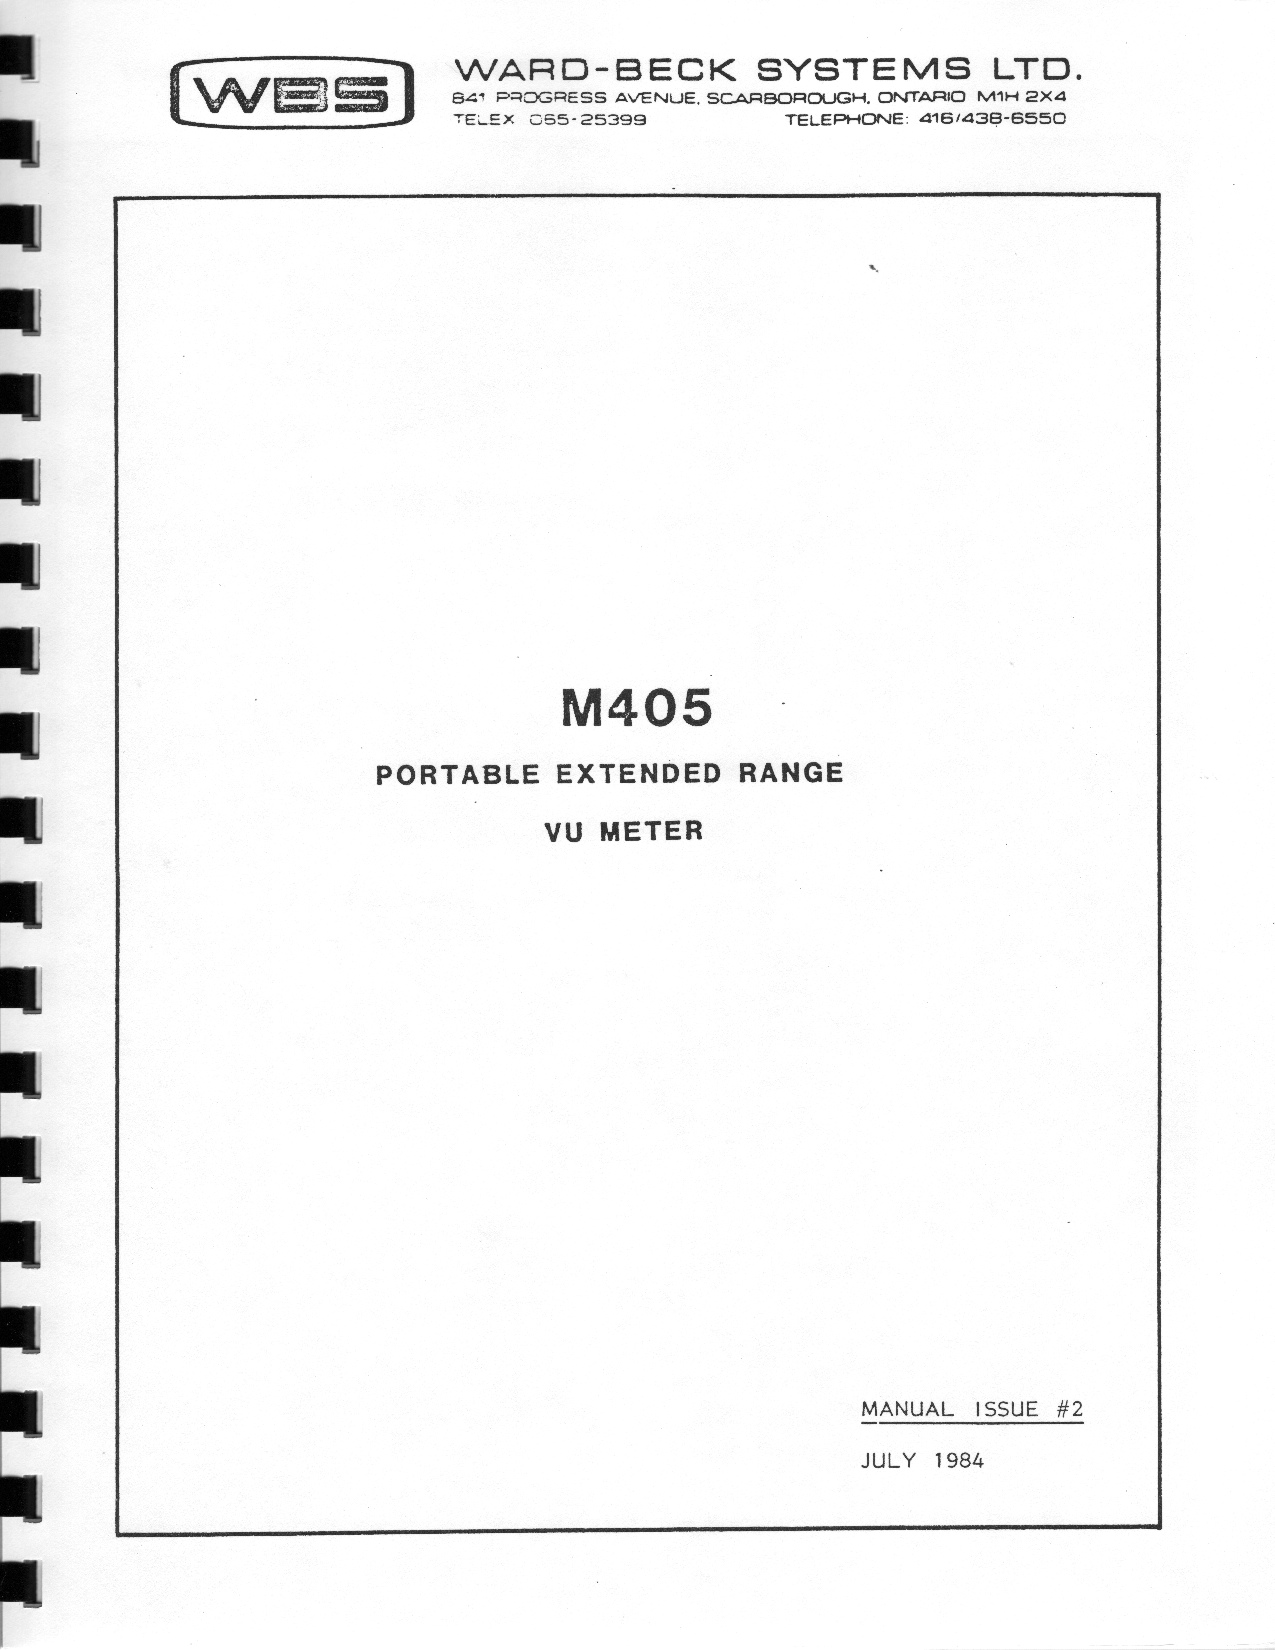 WBS
WARD-BECK SYSTEMS LTD.
841 PROGRESS AVENUE, SCARBOROUGH, ONTARIO M1H 2X4
TELEX 065-25399 TELEPHONE: 416/438-6550
M405
PORTABLE EXTENDED RANGE
VU METER
MANUAL ISSUE #2
JULY 1984